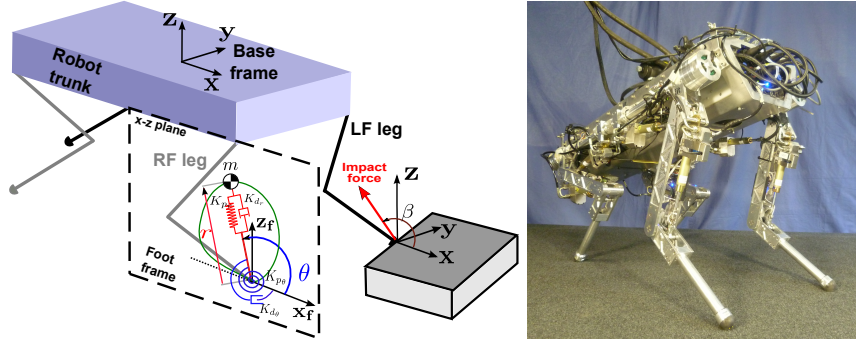 z
y
Base
frame
x
Robot
trunk
x-z plane
LF leg
RF leg
m
Impact
force
z
K_{d_r}
K_p
β
r
z_f
y
x
Foot
frame
θ
K_{p_θ}
K_{d_θ}
x_f